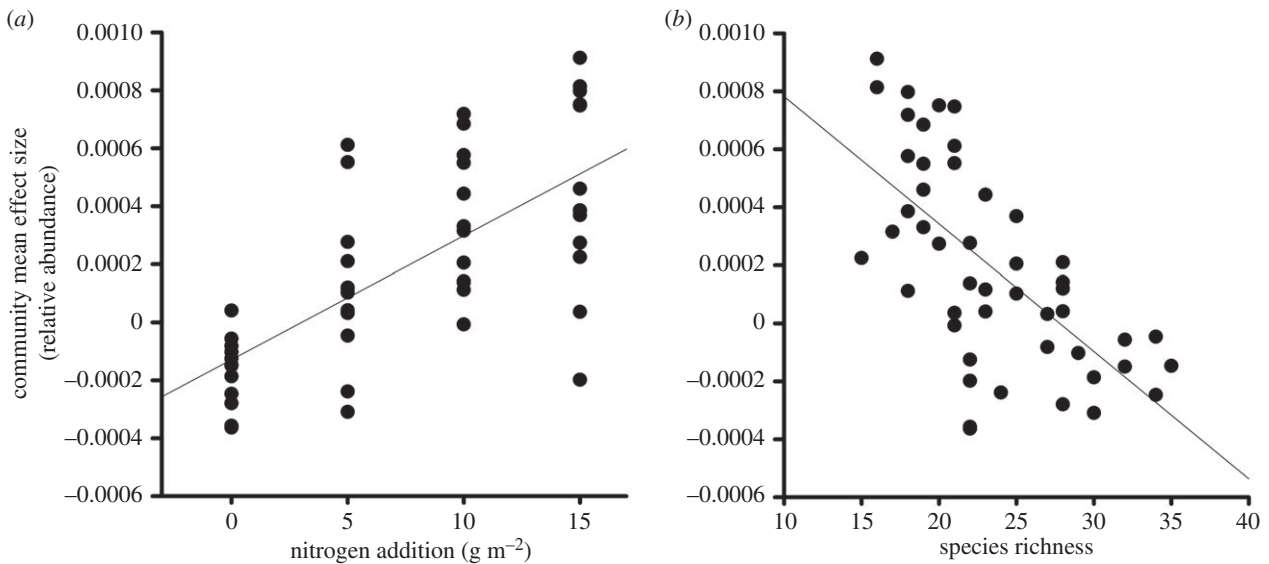 (a)
0.0010
0.0008
0.0006
0.0004
0.0002
0
–0.0002
–0.0004
–0.0006
community mean effect size
(relative abundance)
0 5 10 15
nitrogen addition (g m⁻²)
(b)
0.0010
0.0008
0.0006
0.0004
0.0002
0
–0.0002
–0.0004
–0.0006
10 15 20 25 30 35 40
species richness